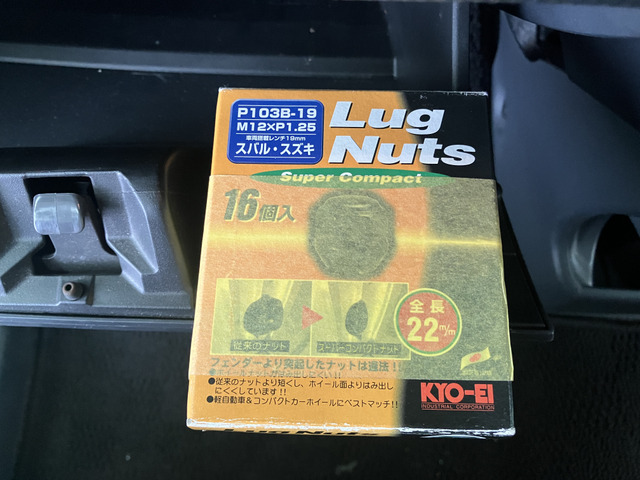 P103B-19
M12×P1.25
車両搭載レンチ19mm
スバル・スズキ
Lug
Nuts
Super Compact
16個入
従来のナット
スーパーコンパクトナット
全長
22m/m
フェンダーより突起したナットは違法!!
●従来のナットより短くし、ホイール面よりはみ出し
にくくしています!!
●軽自動車&コンパクトカーホイールにベストマッチ!!
KYO-EI
INDUSTRIAL CORPORATION
Lug Nuts